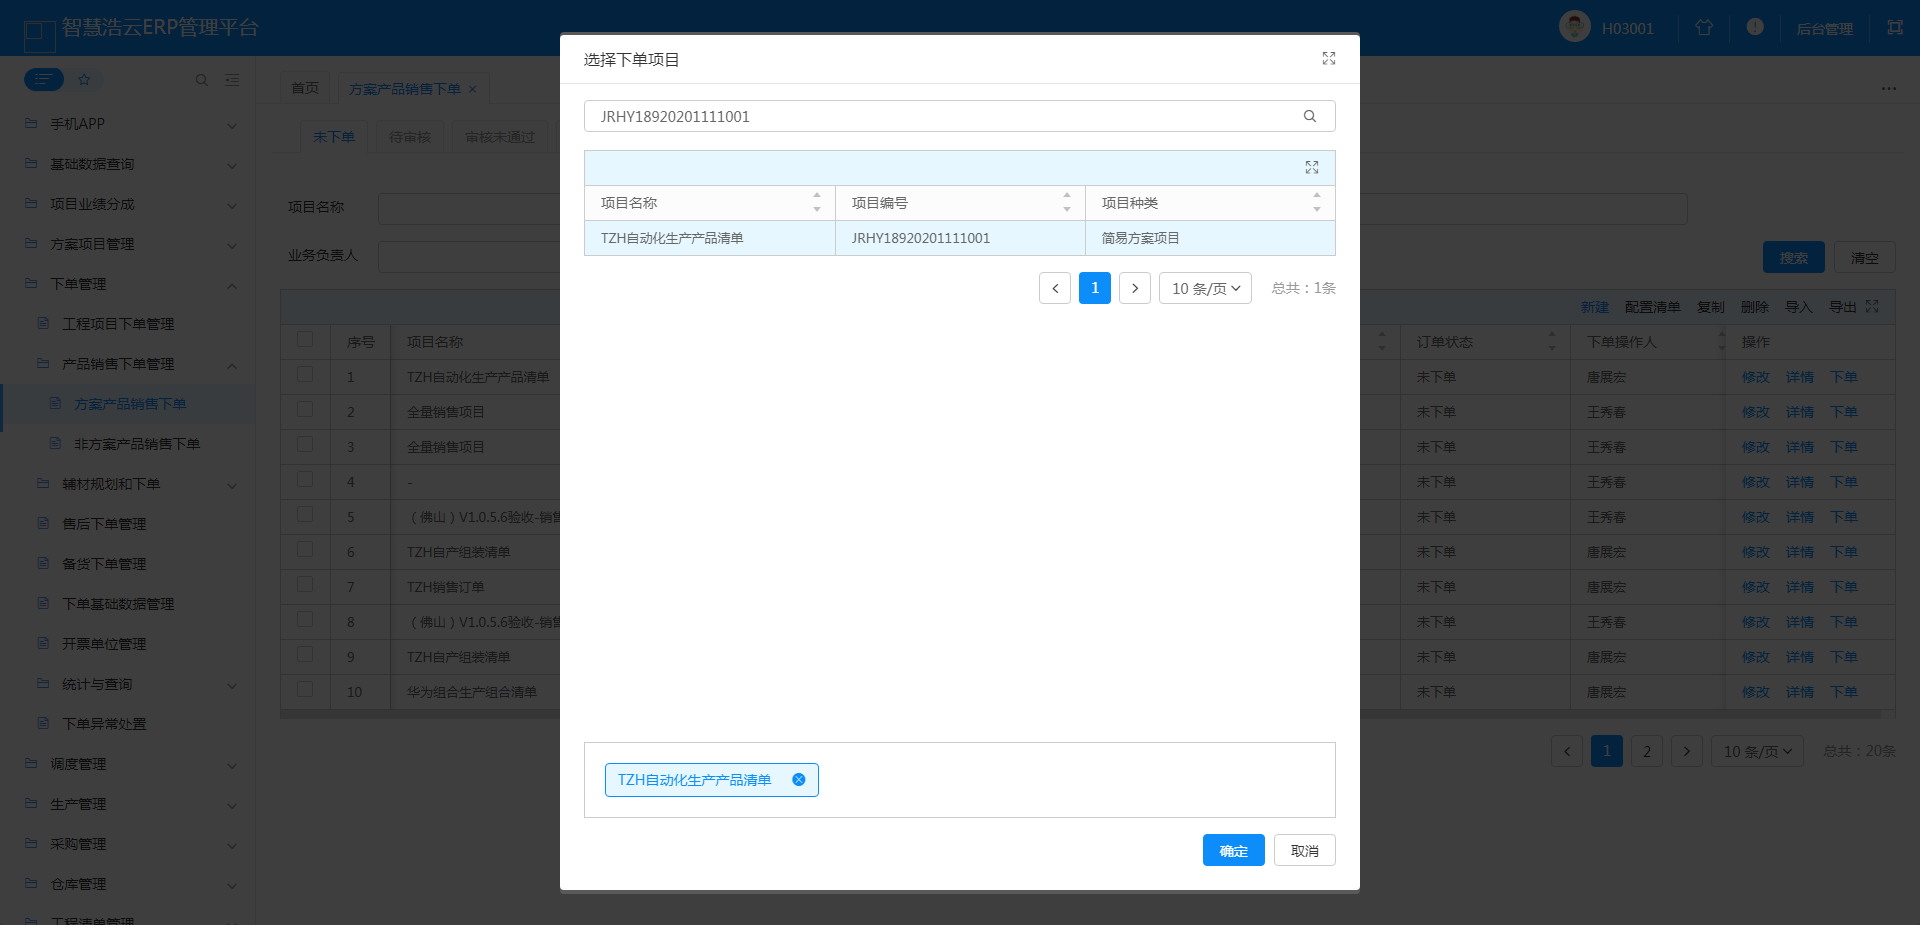 智慧浩云ERP管理平台
H03001
后台管理
首页
方案产品销售下单 ×
手机APP
基础数据查询
项目业绩分成
方案项目管理
下单管理
工程项目下单管理
产品销售下单管理
方案产品销售下单
非方案产品销售下单
辅材规划和下单
售后下单管理
备货下单管理
下单基础数据管理
开票单位管理
统计与查询
下单异常处置
调度管理
生产管理
采购管理
仓库管理
工程清单管理
未下单 待审核 审核未通过
项目名称
业务负责人
搜索 清空
新建 配置清单 复制 删除 导入 导出
序号 项目名称 订单状态 下单操作人 操作
1 TZH自动化生产产品清单 未下单 唐展宏 修改 详情 下单
2 全量销售项目 未下单 王秀春 修改 详情 下单
3 全量销售项目 未下单 王秀春 修改 详情 下单
4 - 未下单 王秀春 修改 详情 下单
5 （佛山）V1.0.5.6验收-销售 未下单 王秀春 修改 详情 下单
6 TZH自产组装清单 未下单 唐展宏 修改 详情 下单
7 TZH销售订单 未下单 唐展宏 修改 详情 下单
8 （佛山）V1.0.5.6验收-销售 未下单 王秀春 修改 详情 下单
9 TZH自产组装清单 未下单 唐展宏 修改 详情 下单
10 华为组合生产组合清单 未下单 唐展宏 修改 详情 下单
1 2 10 条/页 总共：20条
选择下单项目
JRHY18920201111001
项目名称 项目编号 项目种类
TZH自动化生产产品清单 JRHY18920201111001 简易方案项目
1 10 条/页 总共：1条
TZH自动化生产产品清单
确定 取消